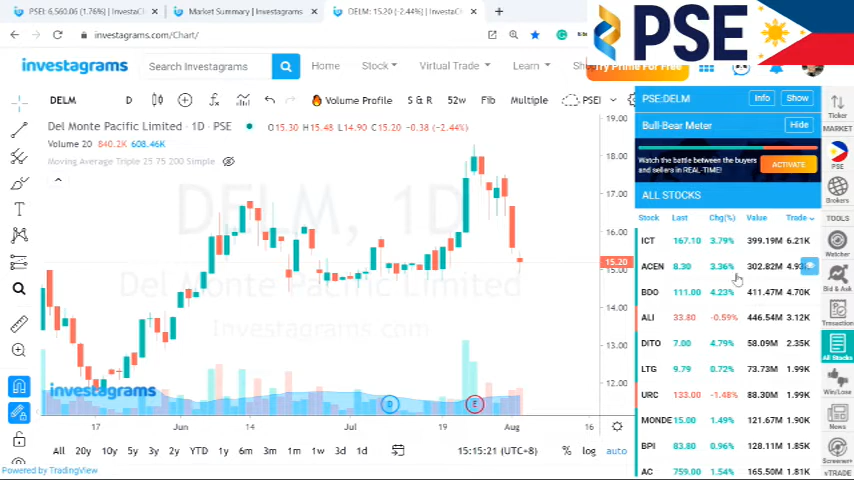 PSEi: 6,560.06 (1.76%) | InvestaG
Market Summary | Investagrams
DELM: 15.20 (-2.44%) | InvestaG
PSE
investagrams.com/Chart/
investagrams
Search Investagrams
Home
Stock
Virtual Trade
Learn
Try Prime For Free
DELM
D
Volume Profile
S & R
52w
Fib
Multiple
PSEI
Del Monte Pacific Limited · 1D · PSE
O15.30 H15.48 L14.90 C15.20 -0.38 (-2.44%)
Volume 20 840.2K 608.46K
Moving Average Triple 25 75 200 Simple
DELM, 1D
Del Monte Pacific Limited
Investagrams.com
investagrams
19.00
18.00
17.00
16.00
15.20
15.00
14.00
13.00
12.00
D
E
17
Jun
14
Jul
19
Aug
16
All 20y 10y 5y 3y 2y YTD 1y 6m 3m 1m 1w 3d 1d
15:15:21 (UTC+8)
% log auto
Powered by TradingView
PSE:DELM
Info
Show
Bull-Bear Meter
Hide
Watch the battle between the buyers
and sellers in REAL-TIME!
ACTIVATE
ALL STOCKS
Stock Last Chg(%) Value Trade
ICT 167.10 3.79% 399.19M 6.21K
ACEN 8.30 3.36% 302.82M 4.93K
BDO 111.00 4.23% 411.47M 4.70K
ALI 33.80 -0.59% 446.54M 3.12K
DITO 7.00 4.79% 58.09M 2.35K
LTG 9.79 0.72% 73.73M 1.99K
URC 133.00 -1.48% 88.30M 1.99K
MONDE 15.00 1.49% 121.67M 1.90K
BPI 83.80 0.96% 128.11M 1.85K
AC 759.00 1.54% 165.50M 1.81K
Ticker
MARKET
PSE
Brokers
TOOLS
Watcher
Bid & Ask
Transaction
All Stocks
Win/Lose
News
Screener
vTRADE